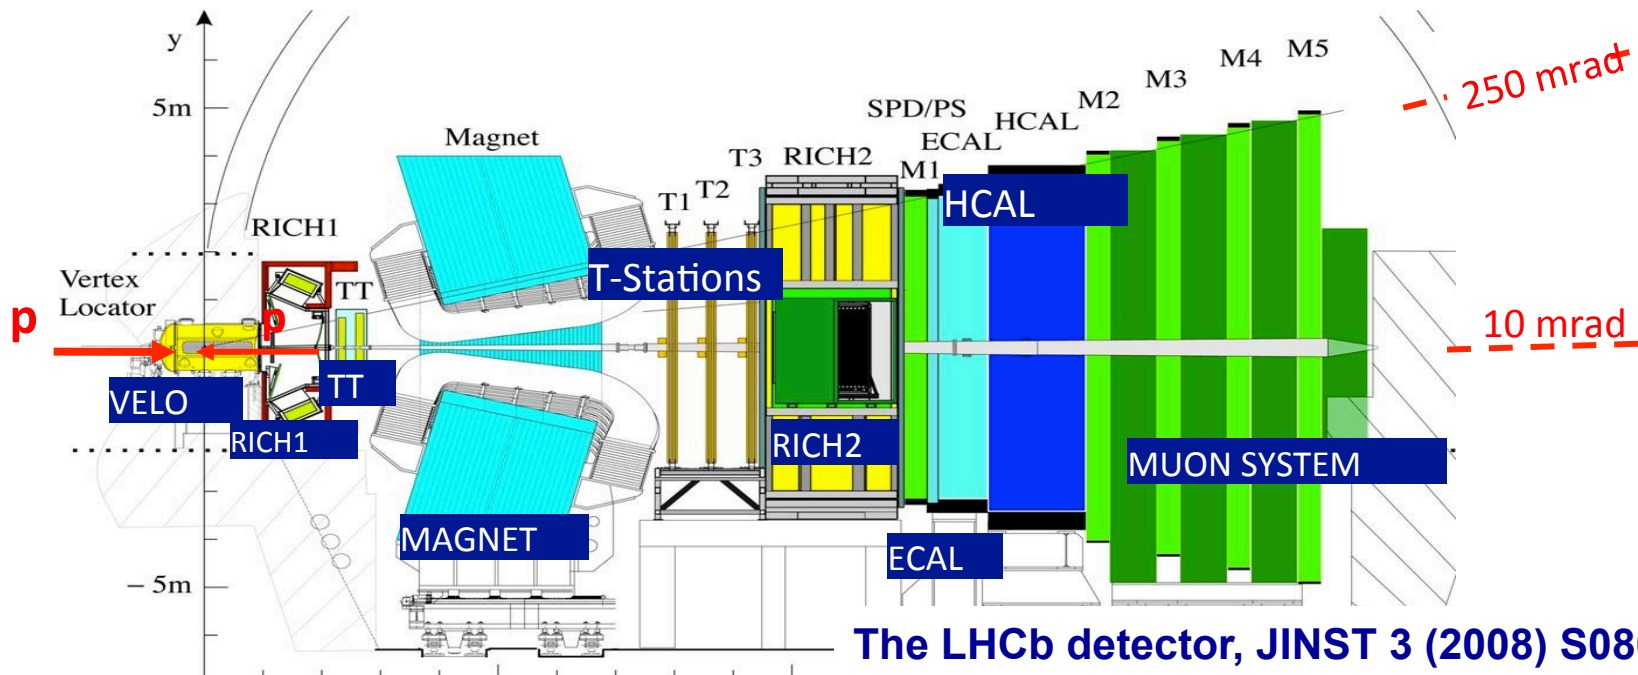 y
5m
Magnet
SPD/PS
ECAL
HCAL
M1
M2
M3
M4
M5
250 mrad
RICH1
Vertex
Locator
TT
T1
T2
T3
RICH2
HCAL
T-Stations
p
p
10 mrad
VELO
TT
RICH1
RICH2
MUON SYSTEM
MAGNET
ECAL
– 5m
The LHCb detector, JINST 3 (2008)